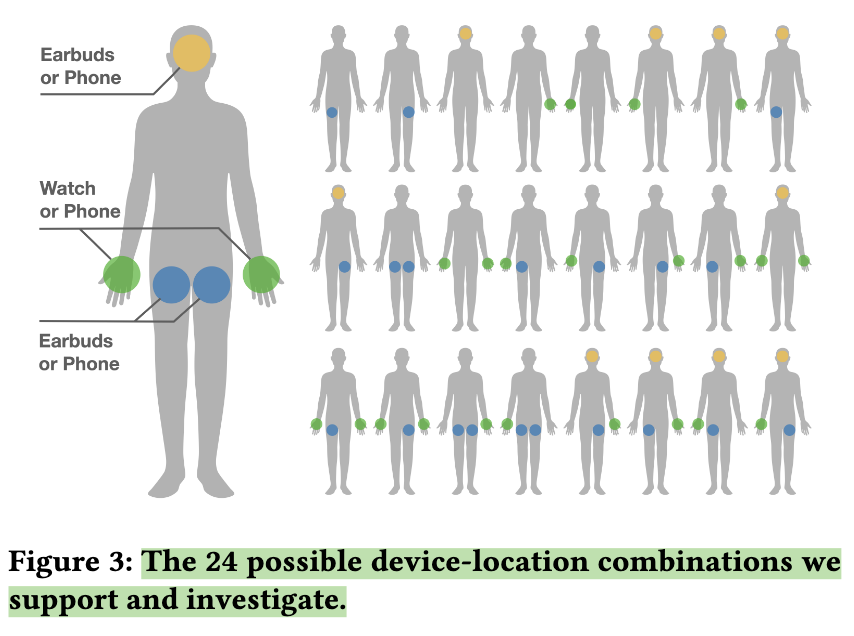 Earbuds
or Phone
Watch
or Phone
Earbuds
or Phone
Figure 3: The 24 possible device-location combinations we
support and investigate.